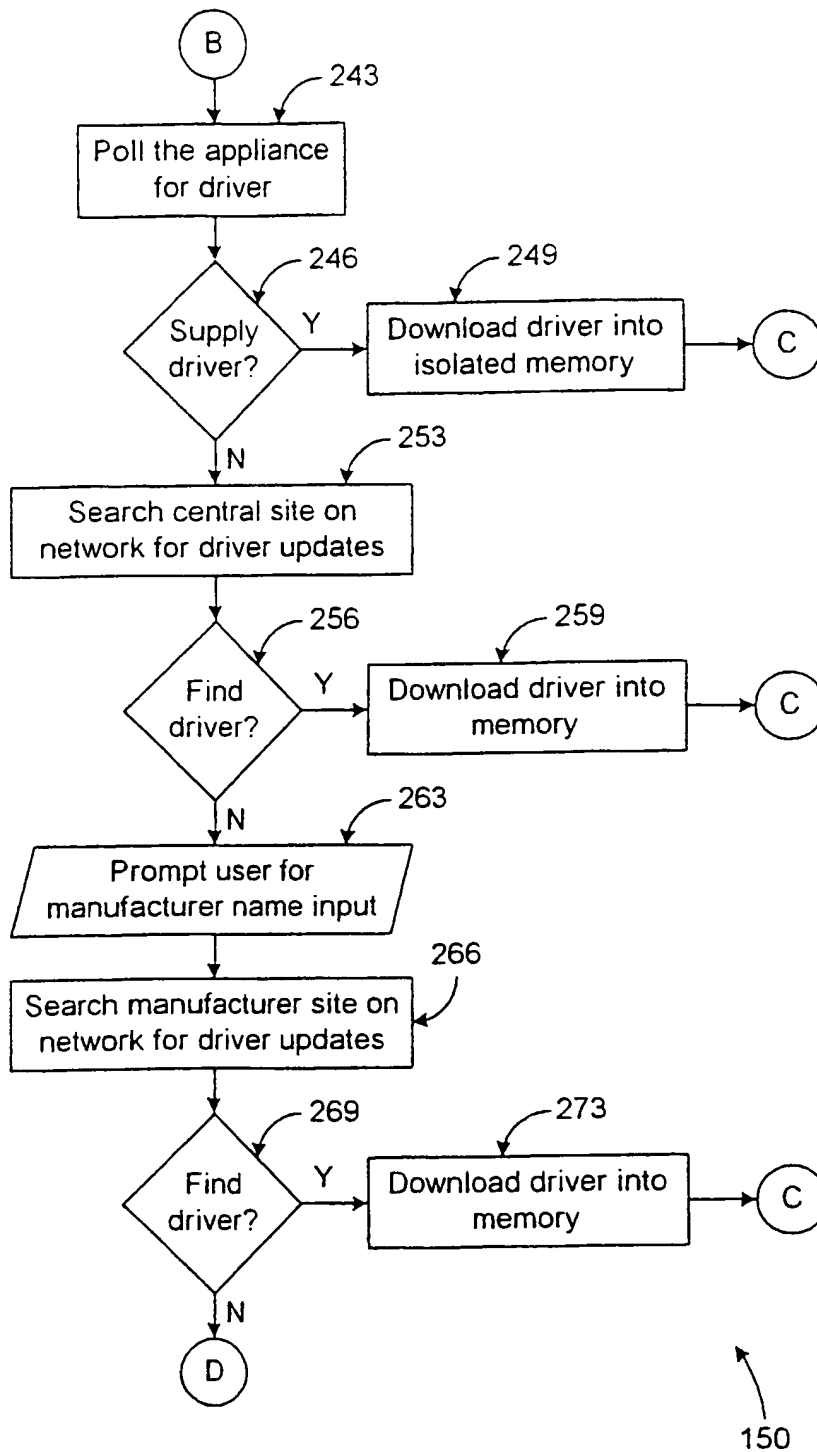 B
243
Poll the appliance
for driver
246
Supply
driver?
Y
249
Download driver into
isolated memory
C
N
253
Search central site on
network for driver updates
256
Find
driver?
Y
259
Download driver into
memory
C
N
263
Prompt user for
manufacturer name input
266
Search manufacturer site on
network for driver updates
269
Find
driver?
Y
273
Download driver into
memory
C
N
D
150